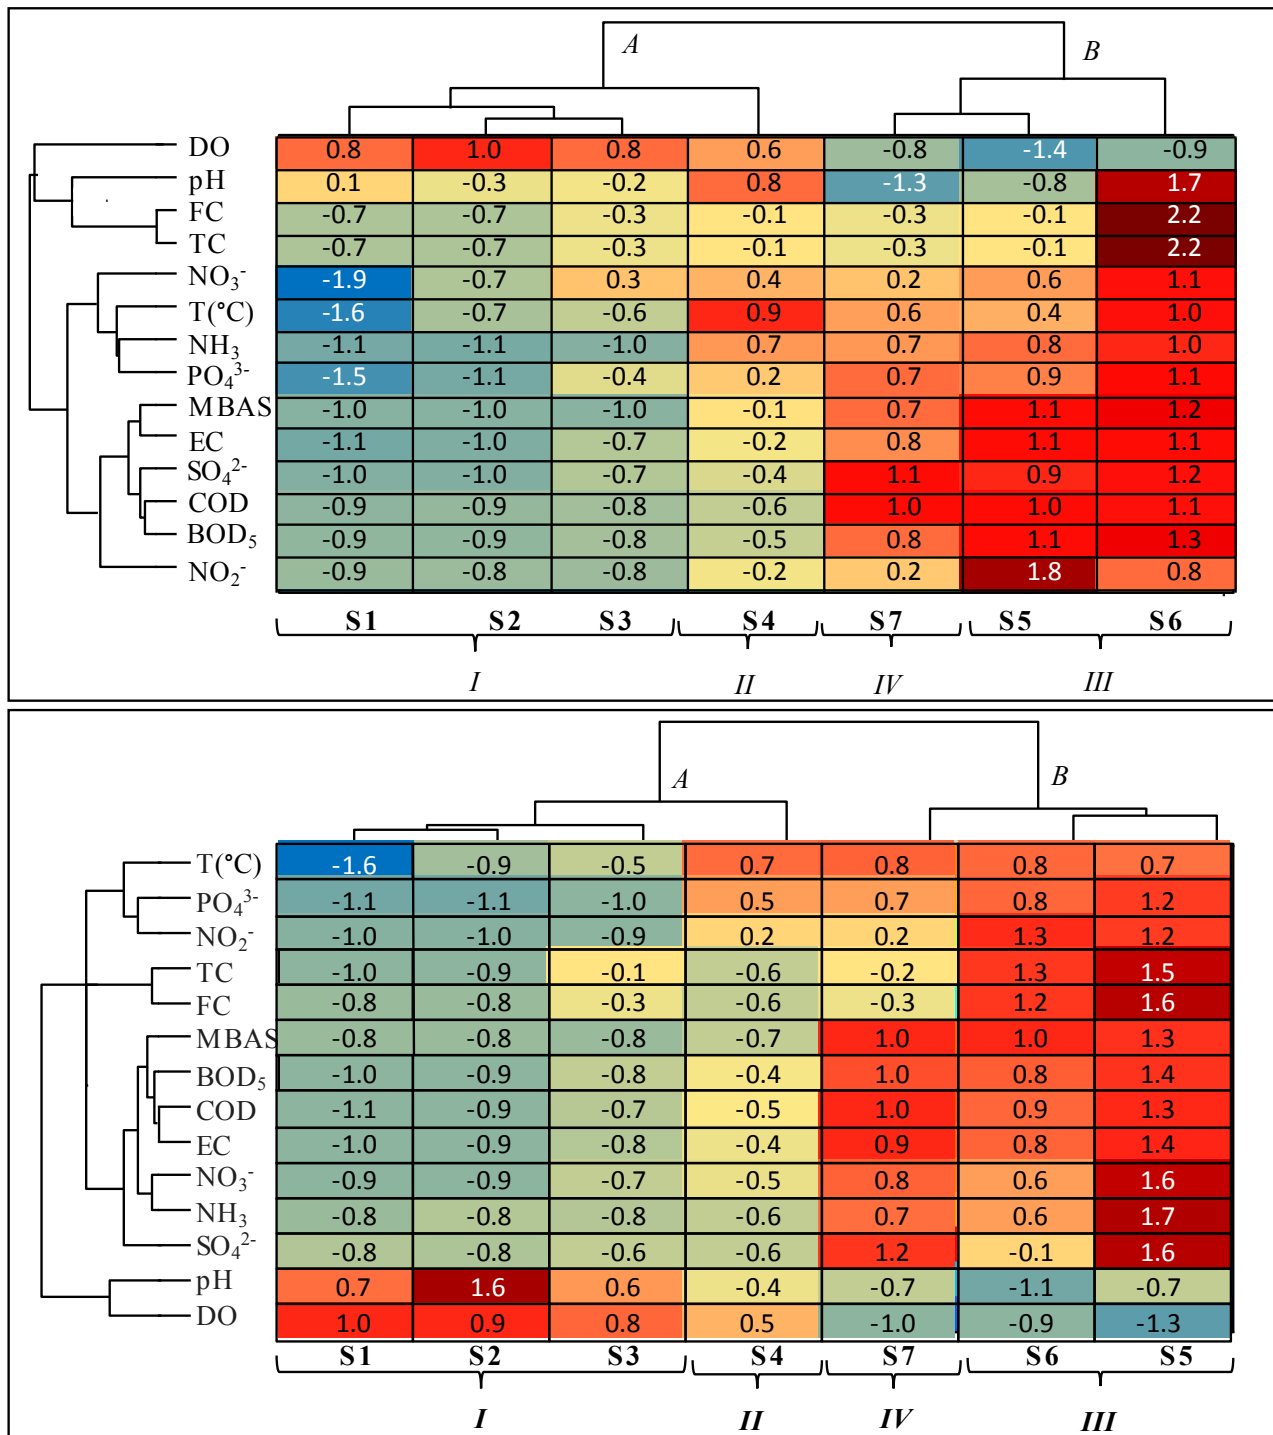 A B
DO 0.8 1.0 0.8 0.6 -0.8 -1.4 -0.9
pH 0.1 -0.3 -0.2 0.8 -1.3 -0.8 1.7
FC -0.7 -0.7 -0.3 -0.1 -0.3 -0.1 2.2
TC -0.7 -0.7 -0.3 -0.1 -0.3 -0.1 2.2
NO₃⁻ -1.9 -0.7 0.3 0.4 0.2 0.6 1.1
T(°C) -1.6 -0.7 -0.6 0.9 0.6 0.4 1.0
NH₃ -1.1 -1.1 -1.0 0.7 0.7 0.8 1.0
PO₄³⁻ -1.5 -1.1 -0.4 0.2 0.7 0.9 1.1
MBAS -1.0 -1.0 -1.0 -0.1 0.7 1.1 1.2
EC -1.1 -1.0 -0.7 -0.2 0.8 1.1 1.1
SO₄²⁻ -1.0 -1.0 -0.7 -0.4 1.1 0.9 1.2
COD -0.9 -0.9 -0.8 -0.6 1.0 1.0 1.1
BOD₅ -0.9 -0.9 -0.8 -0.5 0.8 1.1 1.3
NO₂⁻ -0.9 -0.8 -0.8 -0.2 0.2 1.8 0.8
S1 S2 S3 S4 S7 S5 S6
I II IV III
A B
T(°C) -1.6 -0.9 -0.5 0.7 0.8 0.8 0.7
PO₄³⁻ -1.1 -1.1 -1.0 0.5 0.7 0.8 1.2
NO₂⁻ -1.0 -1.0 -0.9 0.2 0.2 1.3 1.2
TC -1.0 -0.9 -0.1 -0.6 -0.2 1.3 1.5
FC -0.8 -0.8 -0.3 -0.6 -0.3 1.2 1.6
MBAS -0.8 -0.8 -0.8 -0.7 1.0 1.0 1.3
BOD₅ -1.0 -0.9 -0.8 -0.4 1.0 0.8 1.4
COD -1.1 -0.9 -0.7 -0.5 1.0 0.9 1.3
EC -1.0 -0.9 -0.8 -0.4 0.9 0.8 1.4
NO₃⁻ -0.9 -0.9 -0.7 -0.5 0.8 0.6 1.6
NH₃ -0.8 -0.8 -0.8 -0.6 0.7 0.6 1.7
SO₄²⁻ -0.8 -0.8 -0.6 -0.6 1.2 -0.1 1.6
pH 0.7 1.6 0.6 -0.4 -0.7 -1.1 -0.7
DO 1.0 0.9 0.8 0.5 -1.0 -0.9 -1.3
S1 S2 S3 S4 S7 S6 S5
I II IV III